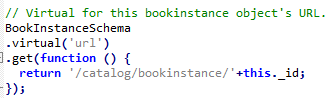 // Virtual for this bookinstance object's URL.
BookInstanceSchema
.virtual('url')
.get(function () {
  return '/catalog/bookinstance/'+this._id;
});